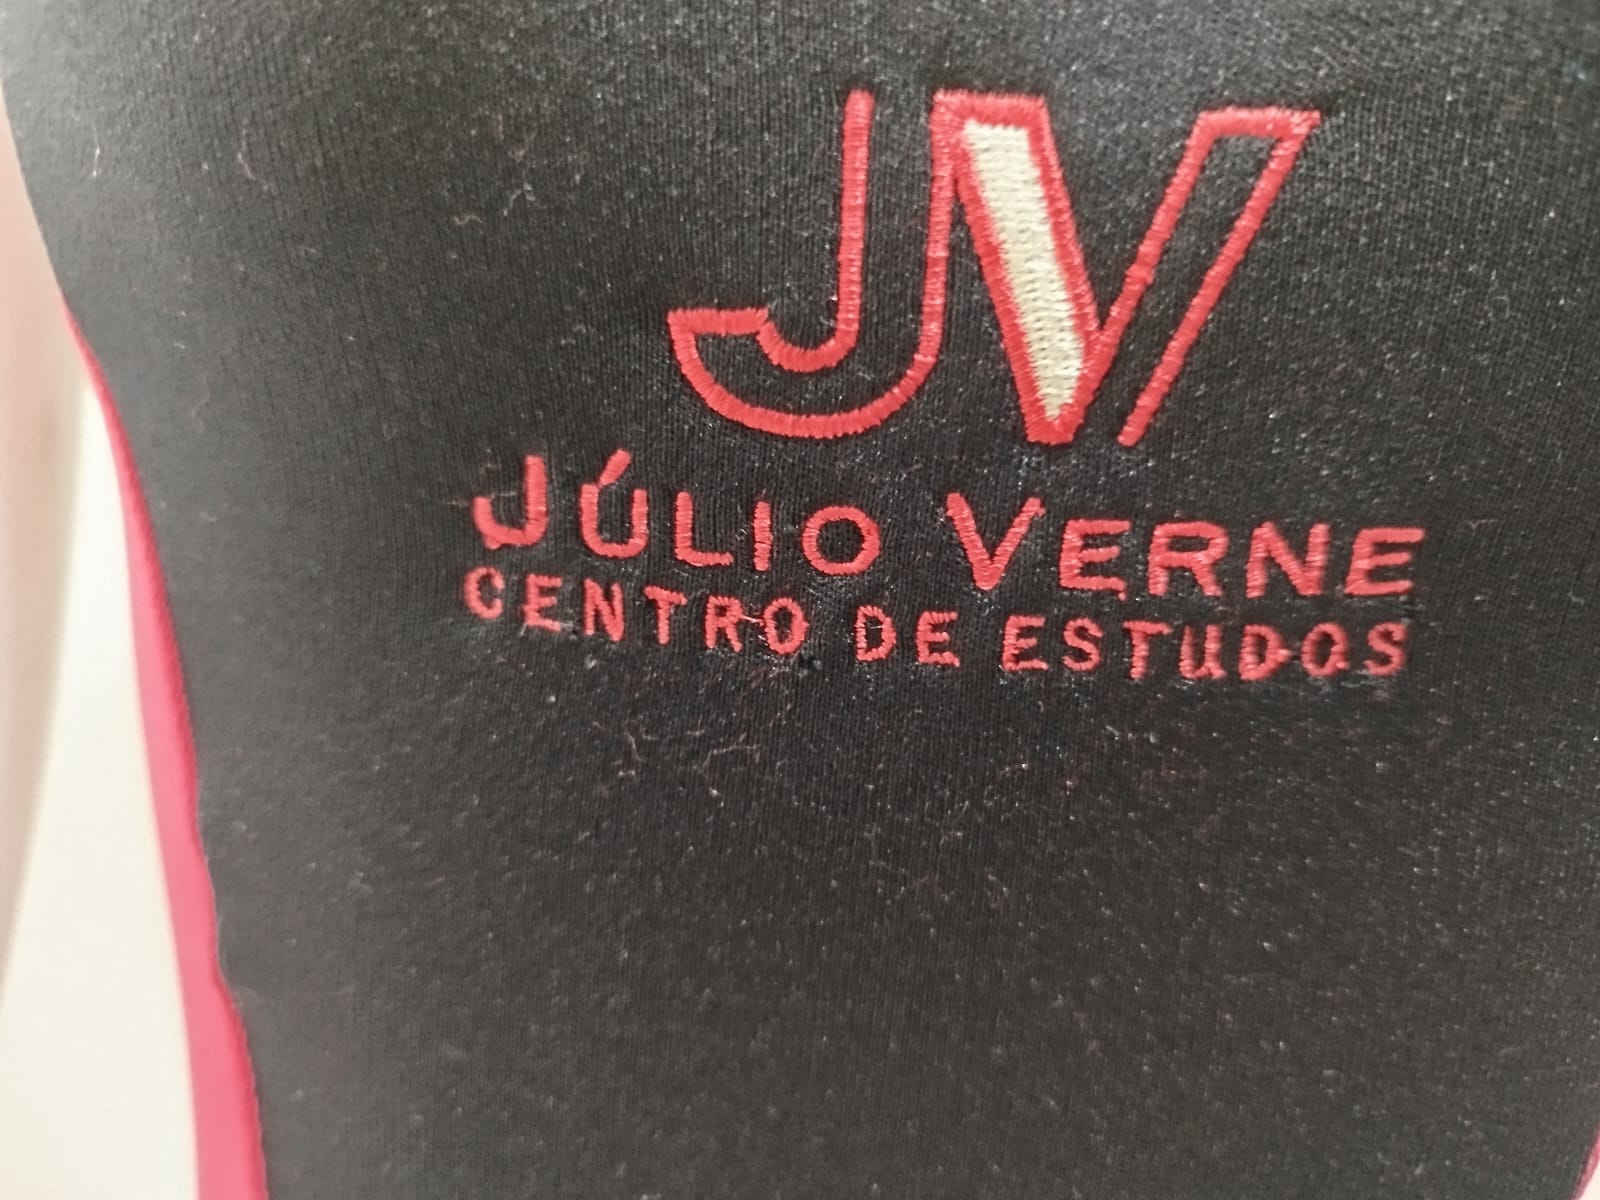 JV
JÚLIO VERNE
CENTRO DE ESTUDOS